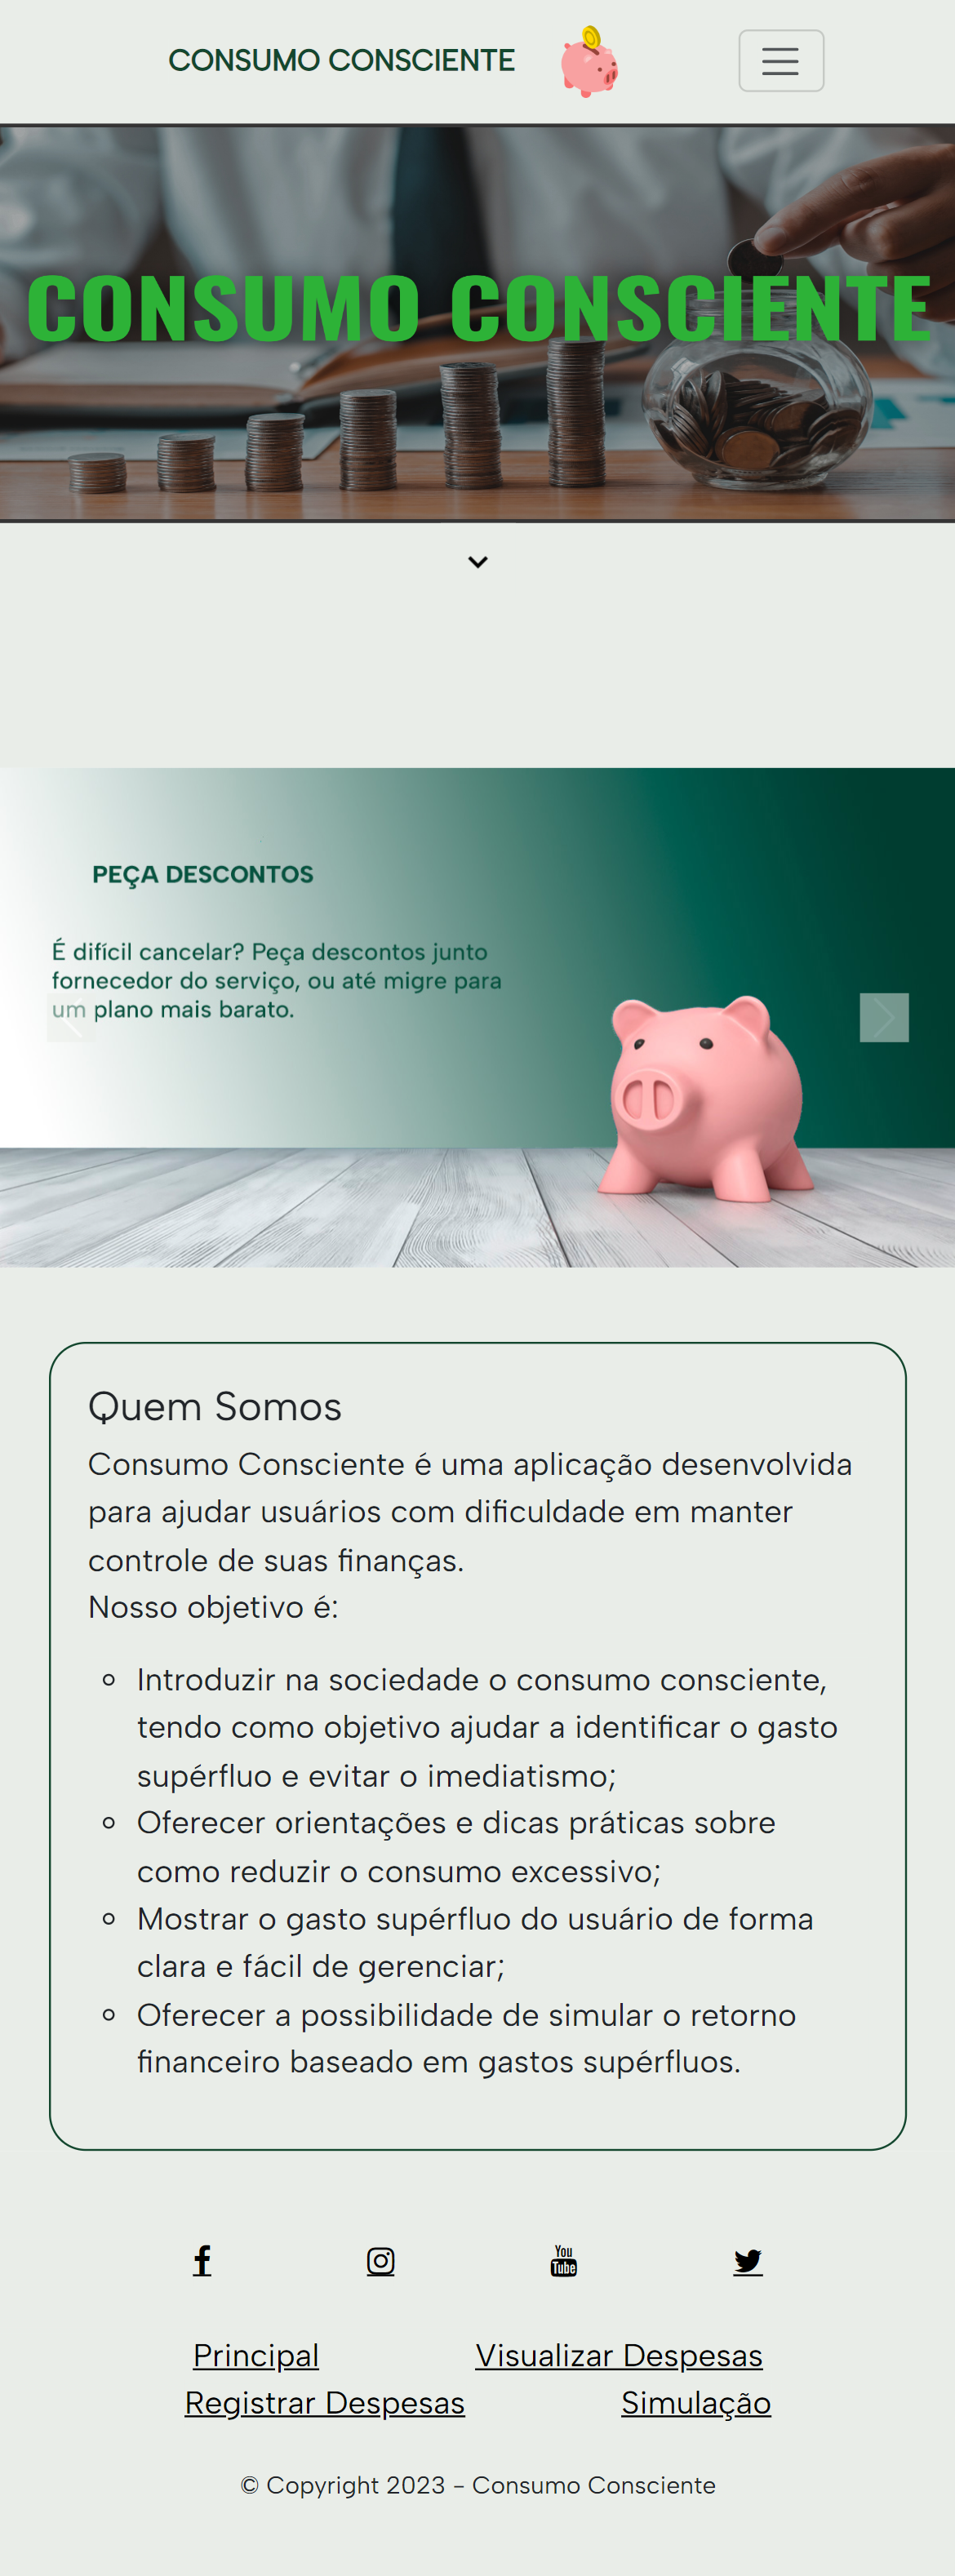 CONSUMO CONSCIENTE
CONSUMO CONSCIENTE
PEÇA DESCONTOS
É difícil cancelar? Peça descontos junto
fornecedor do serviço, ou até migre para
um plano mais barato.
Quem Somos
Consumo Consciente é uma aplicação desenvolvida
para ajudar usuários com dificuldade em manter
controle de suas finanças.
Nosso objetivo é:
Introduzir na sociedade o consumo consciente,
tendo como objetivo ajudar a identificar o gasto
supérfluo e evitar o imediatismo;
Oferecer orientações e dicas práticas sobre
como reduzir o consumo excessivo;
Mostrar o gasto supérfluo do usuário de forma
clara e fácil de gerenciar;
Oferecer a possibilidade de simular o retorno
financeiro baseado em gastos supérfluos.
You
Tube
Principal Visualizar Despesas
Registrar Despesas Simulação
© Copyright 2023 - Consumo Consciente